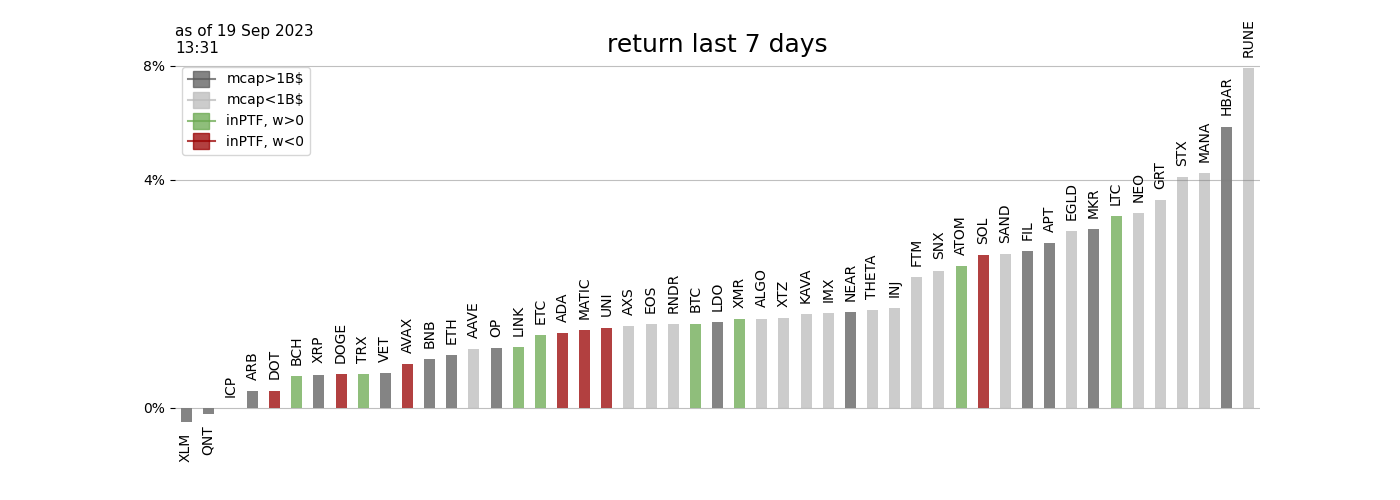 as of 19 Sep 2023
13:31
return last 7 days
mcap>1B$
mcap<1B$
inPTF, w>0
inPTF, w<0
8%
4%
0%
XLM
QNT
ICP
ARB
DOT
BCH
XRP
DOGE
TRX
VET
AVAX
BNB
ETH
AAVE
OP
LINK
ETC
ADA
MATIC
UNI
AXS
EOS
RNDR
BTC
LDO
XMR
ALGO
XTZ
KAVA
IMX
NEAR
THETA
INJ
FTM
SNX
ATOM
SOL
SAND
FIL
APT
EGLD
MKR
LTC
NEO
GRT
STX
MANA
HBAR
RUNE